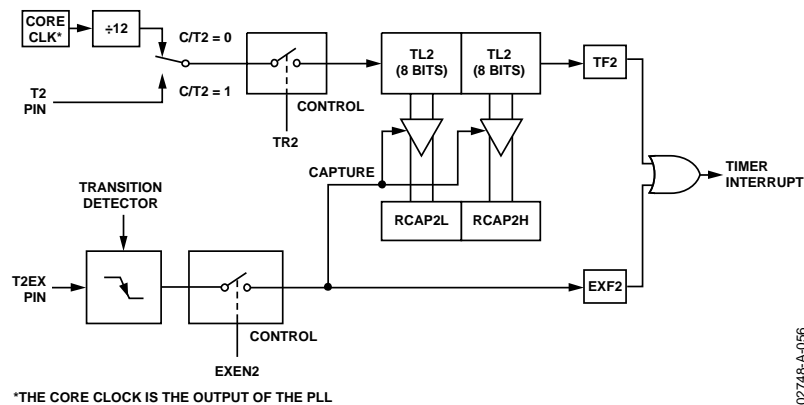 CORE
CLK*
÷12
C/T2 = 0
C/T2 = 1
T2
PIN
CONTROL
TR2
TL2
(8 BITS)
TL2
(8 BITS)
TF2
CAPTURE
TIMER
INTERRUPT
RCAP2L
RCAP2H
TRANSITION
DETECTOR
T2EX
PIN
CONTROL
EXEN2
EXF2
*THE CORE CLOCK IS THE OUTPUT OF THE PLL
02748-A-056